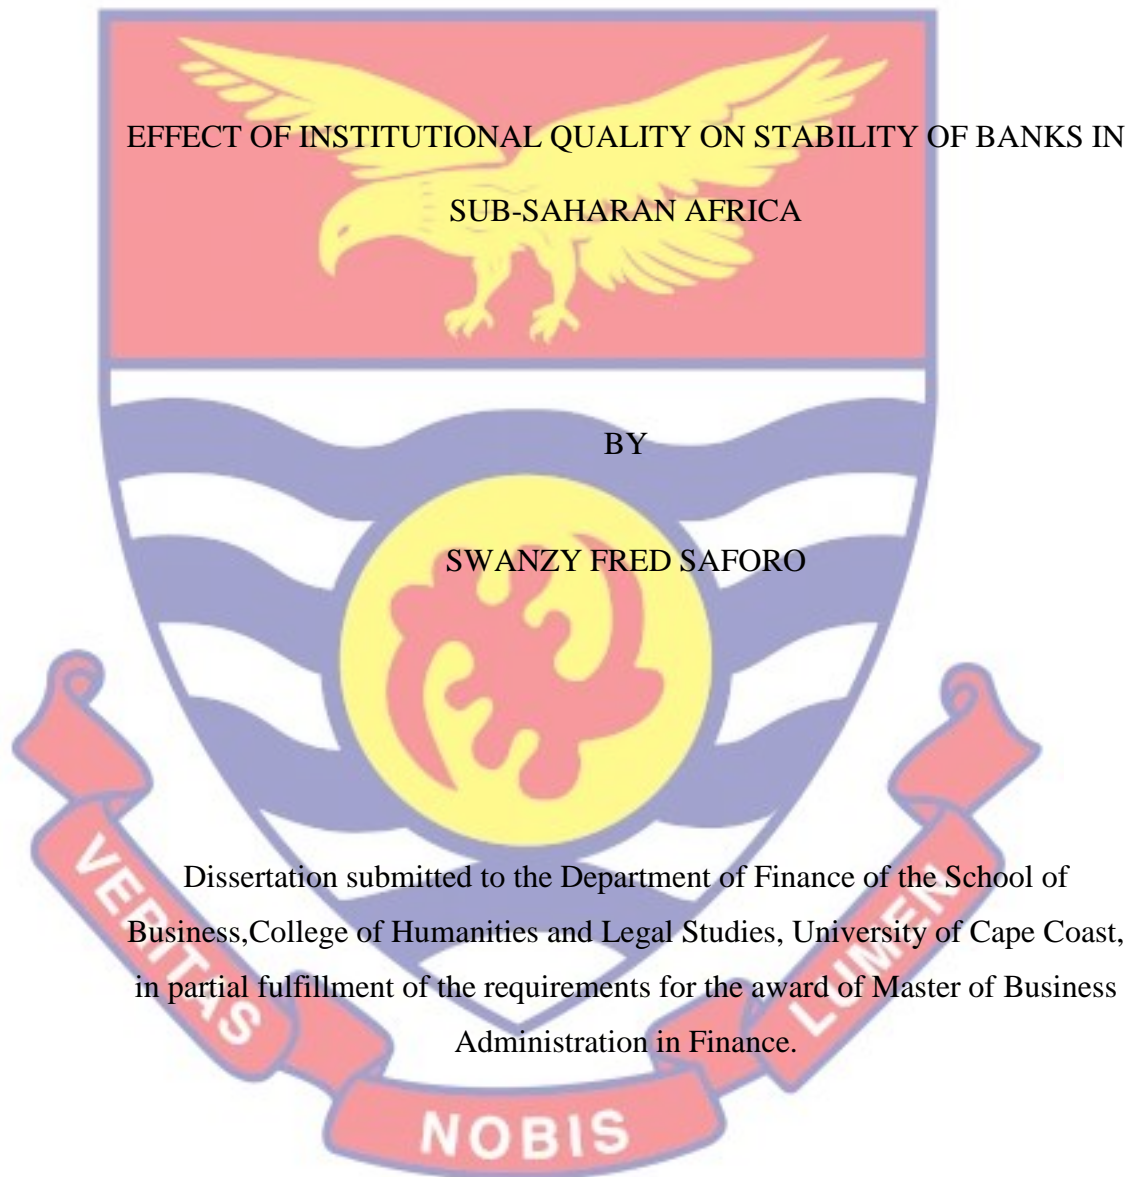 EFFECT OF INSTITUTIONAL QUALITY ON STABILITY OF BANKS IN
SUB-SAHARAN AFRICA
BY
SWANZY FRED SAFORO
Dissertation submitted to the Department of Finance of the School of
Business,College of Humanities and Legal Studies, University of Cape Coast,
in partial fulfillment of the requirements for the award of Master of Business
Administration in Finance.
VERITAS
NOBIS
LUMEN